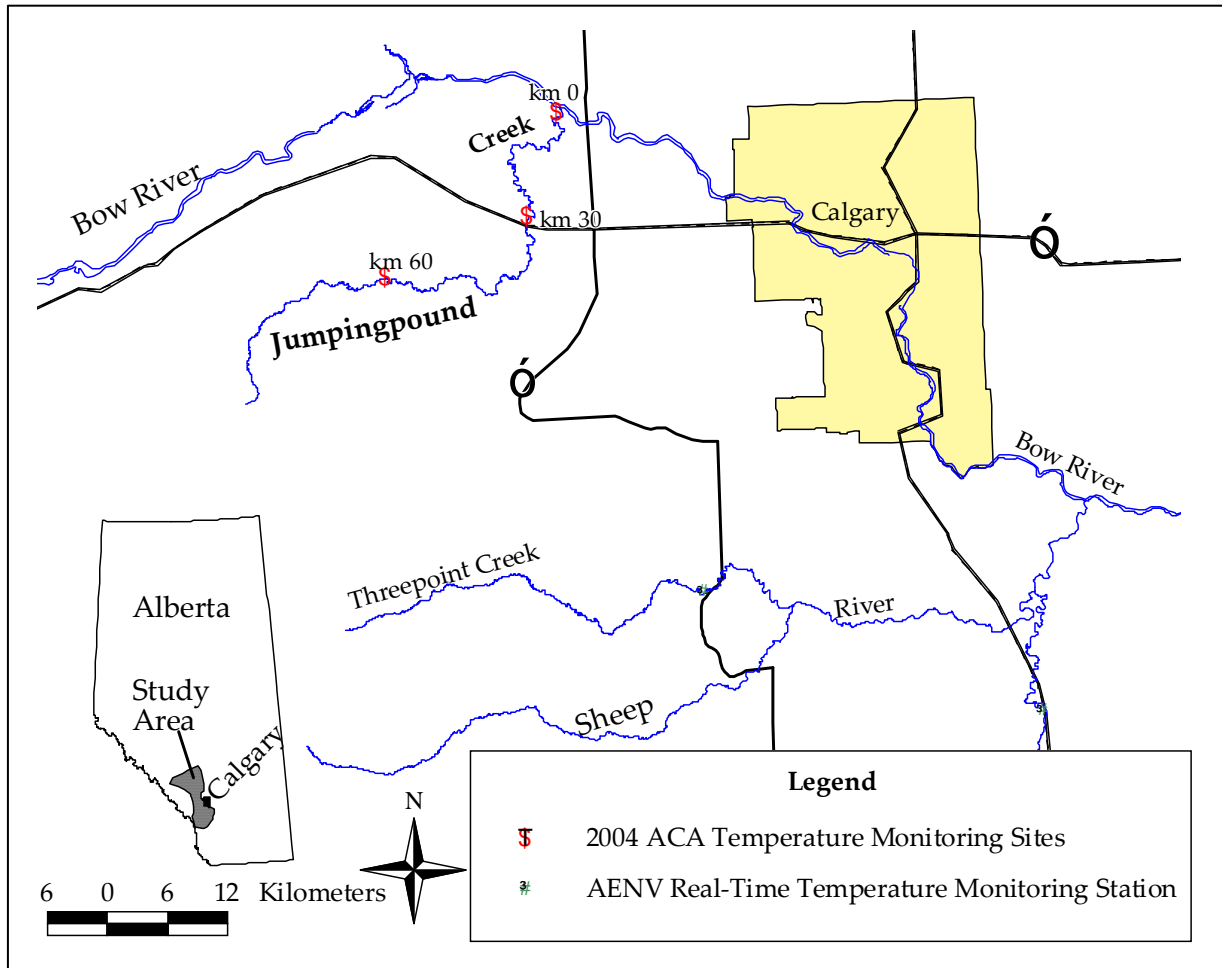 km 0
Creek
Bow River
km 30
Calgary
km 60
Jumpingpound
Bow River
Threepoint Creek
River
Sheep
Alberta
Study
Area
Calgary
N
6 0 6 12 Kilometers
Legend
$ 2004 ACA Temperature Monitoring Sites
# AENV Real-Time Temperature Monitoring Station